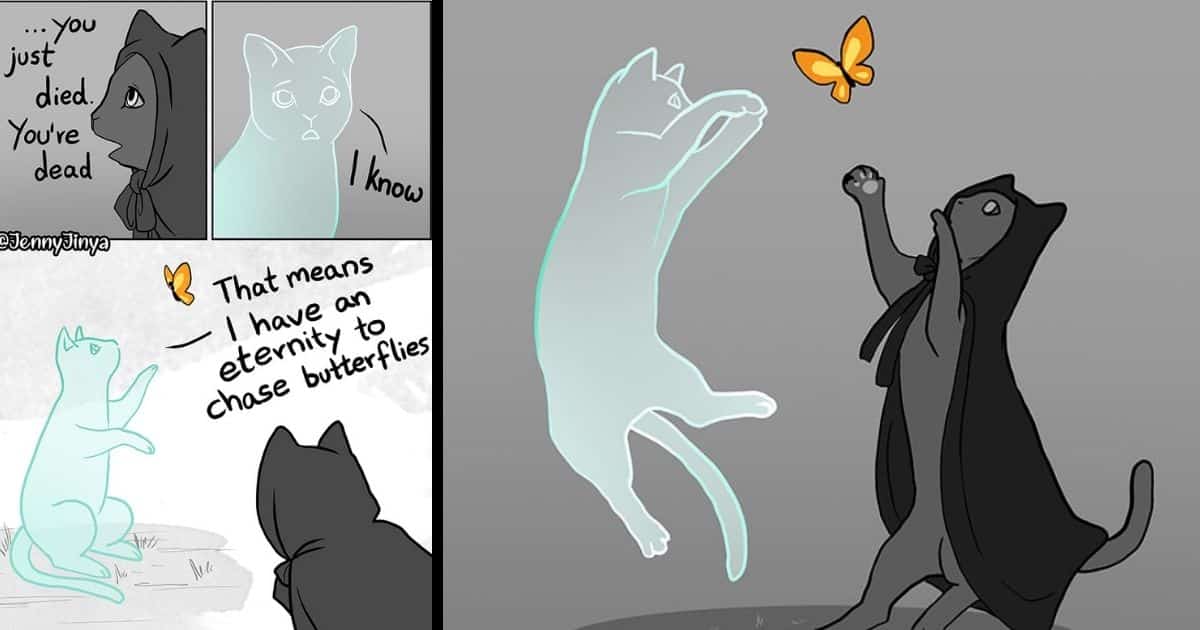 ...you
just
died.
You're
dead
I know
@JennyJinya
That means
I have an
eternity to
chase butterflies